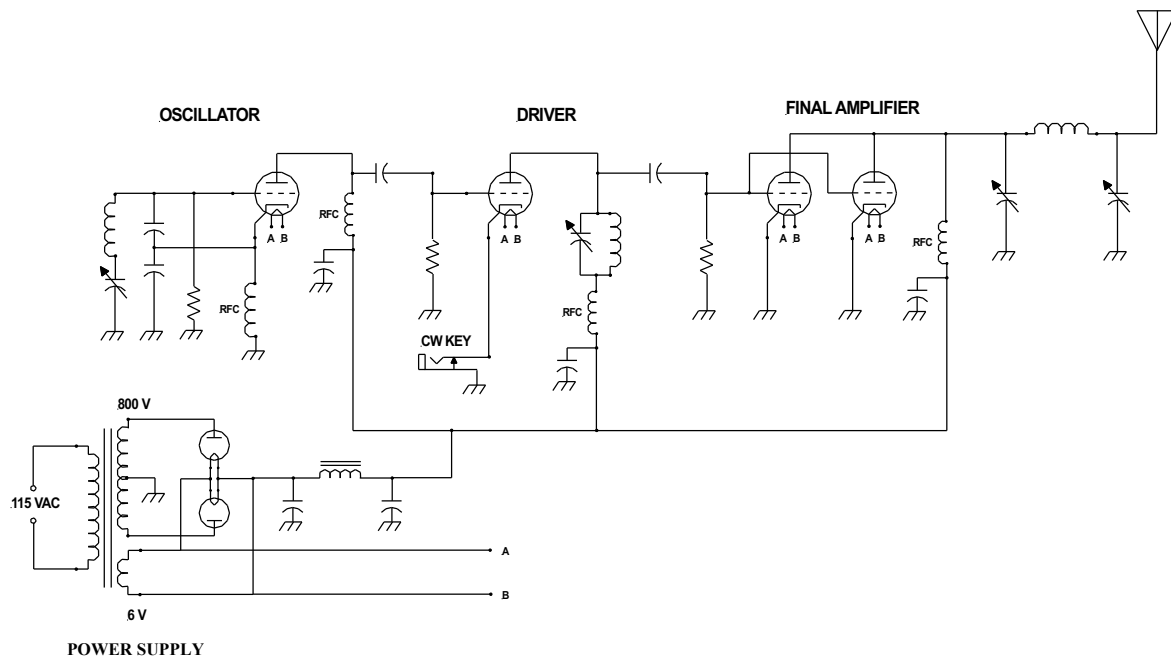 OSCILLATOR
DRIVER
FINAL AMPLIFIER
A B
RFC
A B
A B
A B
RFC
RFC
RFC
CW KEY
800 V
115 VAC
A
B
6 V
POWER SUPPLY